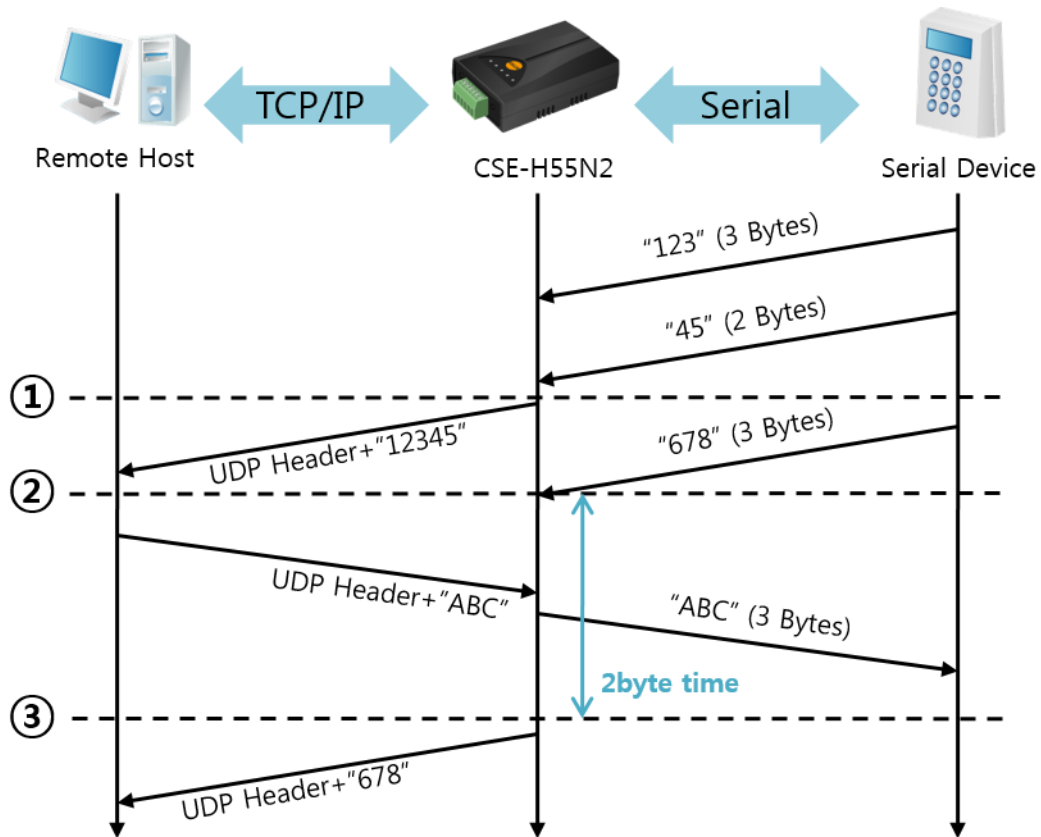 TCP/IP
Serial
Remote Host
CSE-H55N2
Serial Device
“123” (3 Bytes)
“45” (2 Bytes)
①
UDP Header+“12345”
“678” (3 Bytes)
②
UDP Header+“ABC”
“ABC” (3 Bytes)
2byte time
③
UDP Header+“678”